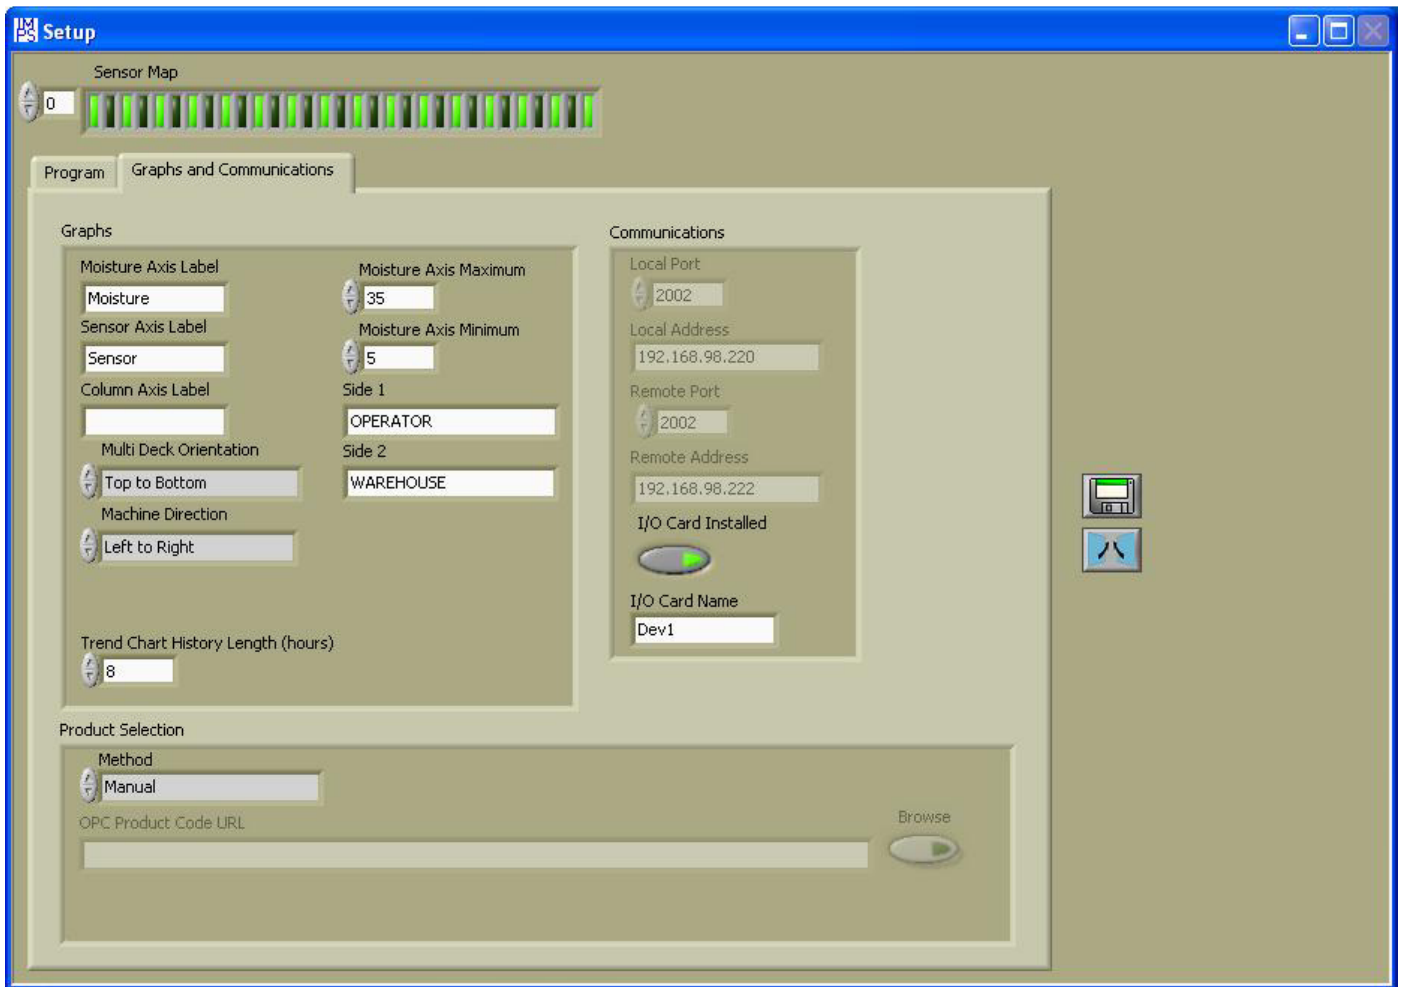 IM
PS Setup
Sensor Map
0
Program
Graphs and Communications
Graphs
Moisture Axis Label
Moisture
Moisture Axis Maximum
35
Sensor Axis Label
Sensor
Moisture Axis Minimum
5
Column Axis Label
Side 1
OPERATOR
Multi Deck Orientation
Top to Bottom
Side 2
WAREHOUSE
Machine Direction
Left to Right
Trend Chart History Length (hours)
8
Communications
Local Port
2002
Local Address
192.168.98.220
Remote Port
2002
Remote Address
192.168.98.222
I/O Card Installed
I/O Card Name
Dev1
Product Selection
Method
Manual
OPC Product Code URL
Browse